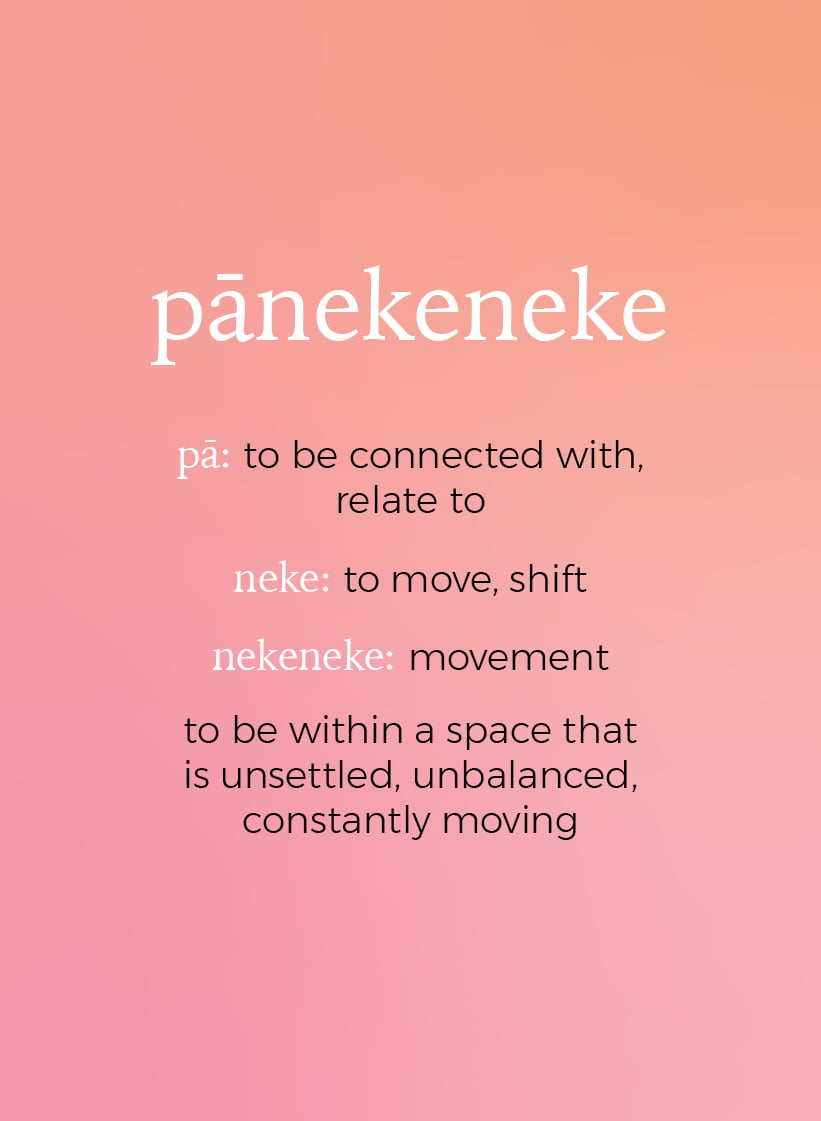 pānekeneke
pā: to be connected with,
relate to
neke: to move, shift
nekeneke: movement
to be within a space that
is unsettled, unbalanced,
constantly moving